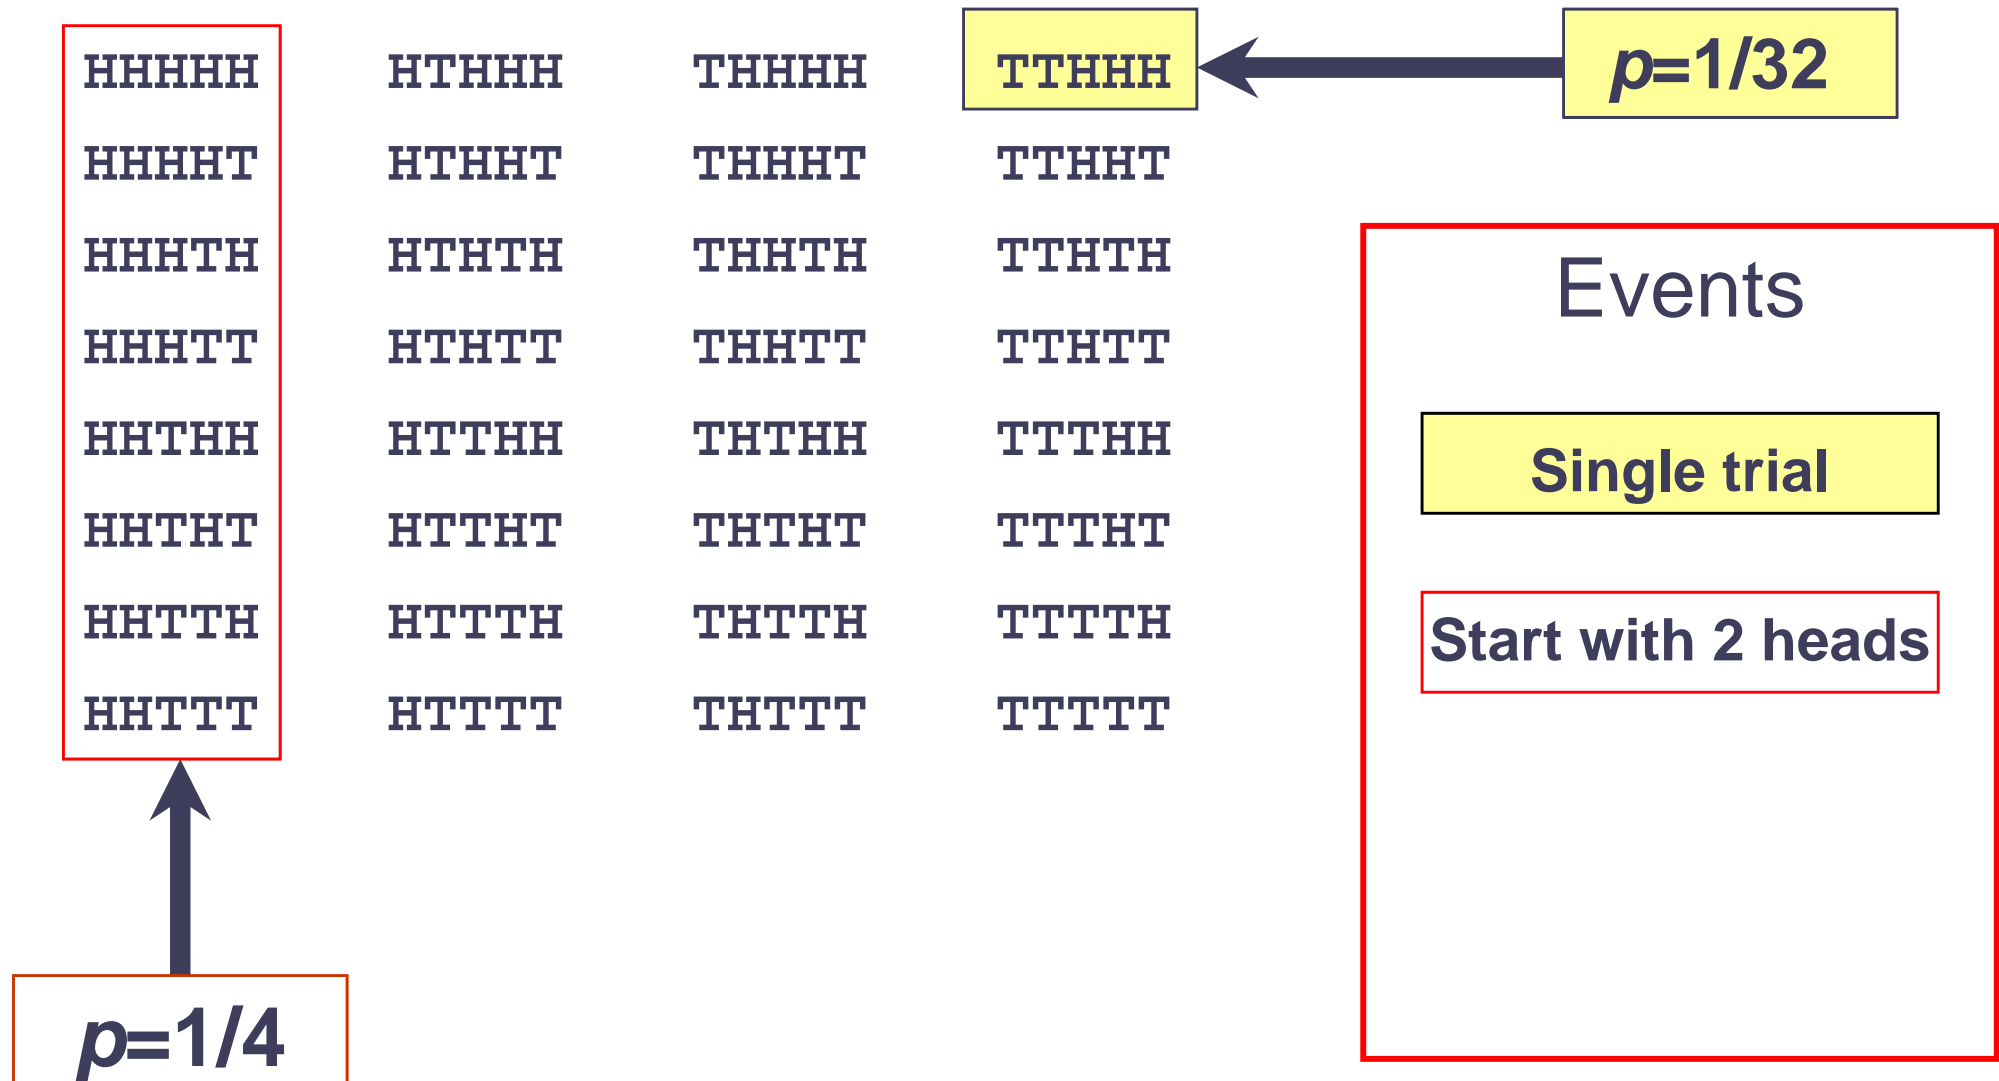 HHHHH HTHHH THHHH TTHHH p=1/32
HHHHT HTHHT THHHT TTHHT
HHHTH HTHTH THHTH TTHTH
Events
HHHTT HTHTT THHTT TTHTT
HHTHH HTTHH THTHH TTTHH
Single trial
HHTHT HTTHT THTHT TTTHT
HHTTH HTTTH THTTH TTTTH
Start with 2 heads
HHTTT HTTTT THTTT TTTTT
p=1/4